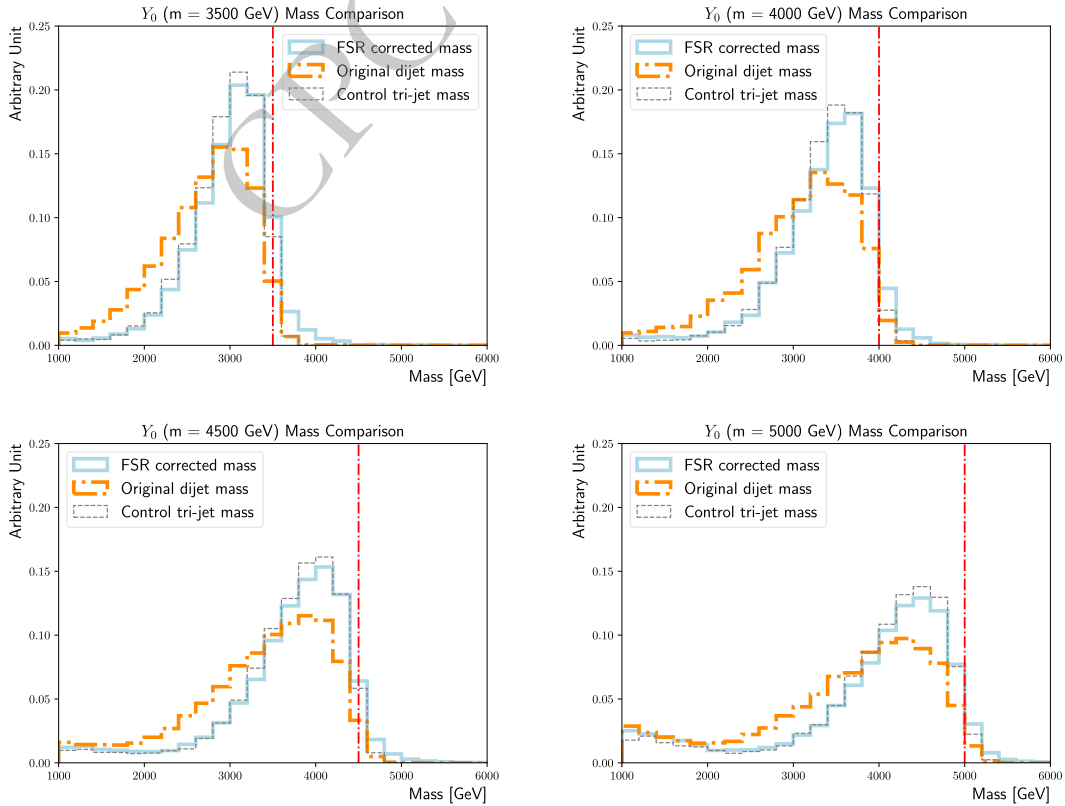 Y₀ (m = 3500 GeV) Mass Comparison
0.25
0.20
0.15
0.10
0.05
0.00
Arbitrary Unit
FSR corrected mass
Original dijet mass
Control tri-jet mass
1000 2000 3000 4000 5000 6000
Mass [GeV]
Y₀ (m = 4000 GeV) Mass Comparison
0.25
0.20
0.15
0.10
0.05
0.00
Arbitrary Unit
FSR corrected mass
Original dijet mass
Control tri-jet mass
1000 2000 3000 4000 5000 6000
Mass [GeV]
Y₀ (m = 4500 GeV) Mass Comparison
0.25
0.20
0.15
0.10
0.05
0.00
Arbitrary Unit
FSR corrected mass
Original dijet mass
Control tri-jet mass
1000 2000 3000 4000 5000 6000
Mass [GeV]
Y₀ (m = 5000 GeV) Mass Comparison
0.25
0.20
0.15
0.10
0.05
0.00
Arbitrary Unit
FSR corrected mass
Original dijet mass
Control tri-jet mass
1000 2000 3000 4000 5000 6000
Mass [GeV]